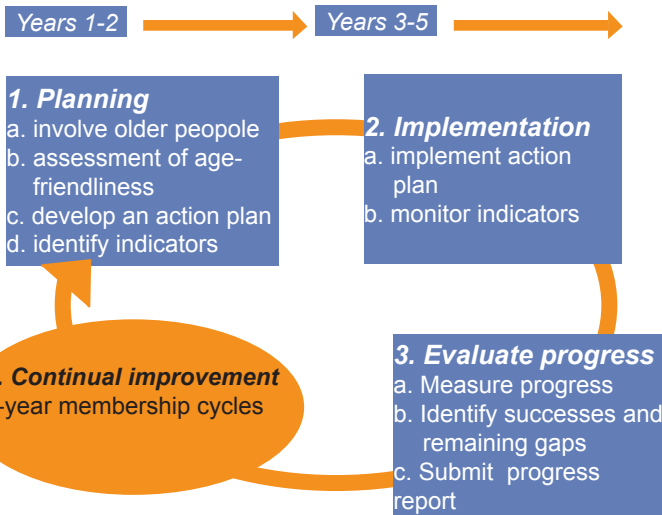 Years 1-2
Years 3-5
1. Planning
a. involve older peopole
b. assessment of age-
friendliness
c. develop an action plan
d. identify indicators
2. Implementation
a. implement action
plan
b. monitor indicators
3. Evaluate progress
a. Measure progress
b. Identify successes and
remaining gaps
c. Submit progress
report
. Continual improvement
-year membership cycles